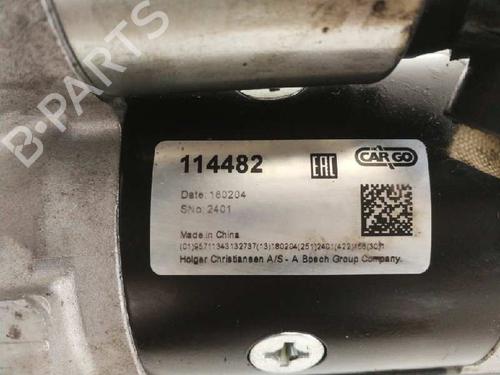 B-PARTS
114482
EAC
CARGO
Date: 180204
SNo: 2401
Made in China
(01)95711343132737(13)180204(251)2401(422)156(30)1
Holger Christiansen A/S - A Bosch Group Company.